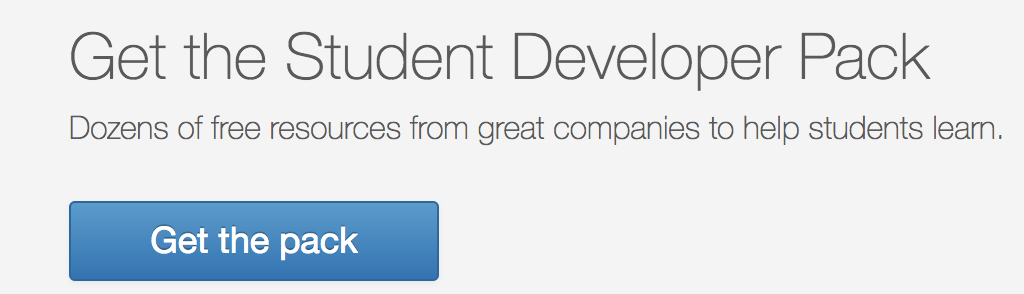 Get the Student Developer Pack
Dozens of free resources from great companies to help students learn.
Get the pack